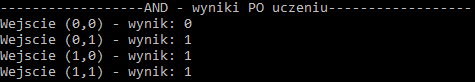 ------------------AND - wyniki PO uczeniu------------------
Wejscie (0,0) - wynik: 0
Wejscie (0,1) - wynik: 1
Wejscie (1,0) - wynik: 1
Wejscie (1,1) - wynik: 1